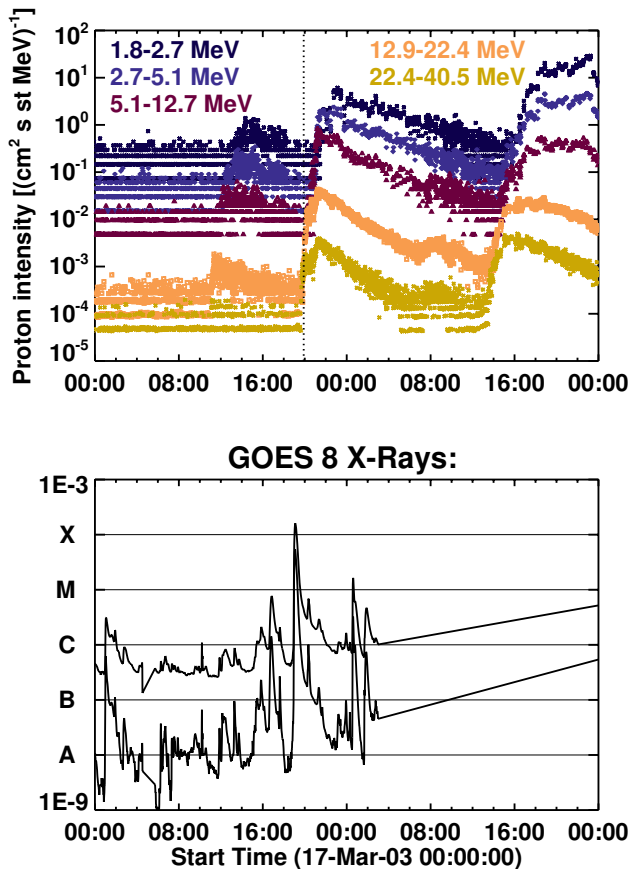 Proton intensity [(cm² s st MeV)⁻¹]
10²
10¹
10⁰
10⁻¹
10⁻²
10⁻³
10⁻⁴
10⁻⁵
1.8-2.7 MeV
2.7-5.1 MeV
5.1-12.7 MeV
12.9-22.4 MeV
22.4-40.5 MeV
00:00 08:00 16:00 00:00 08:00 16:00 00:00
GOES 8 X-Rays:
1E-3
X
M
C
B
A
1E-9
00:00 08:00 16:00 00:00 08:00 16:00 00:00
Start Time (17-Mar-03 00:00:00)